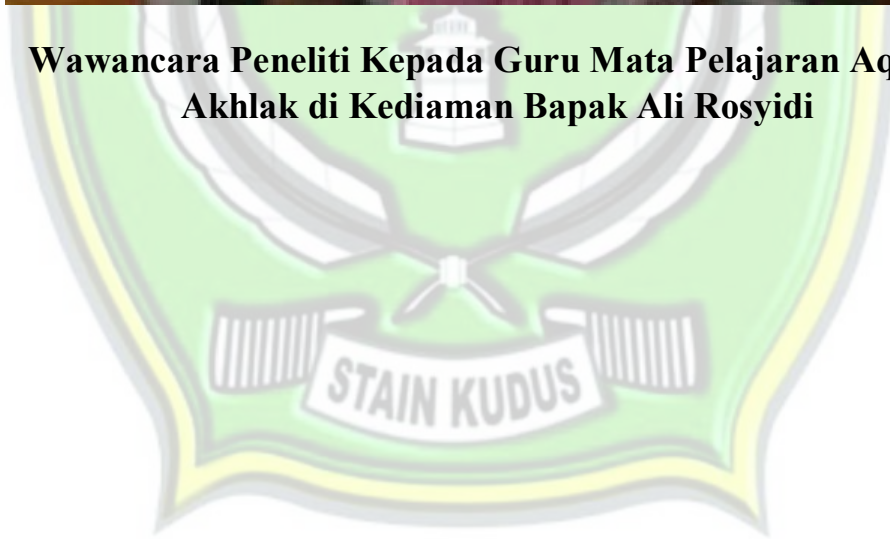 Wawancara Peneliti Kepada Guru Mata Pelajaran Aq
Akhlak di Kediaman Bapak Ali Rosyidi
STAIN KUDUS